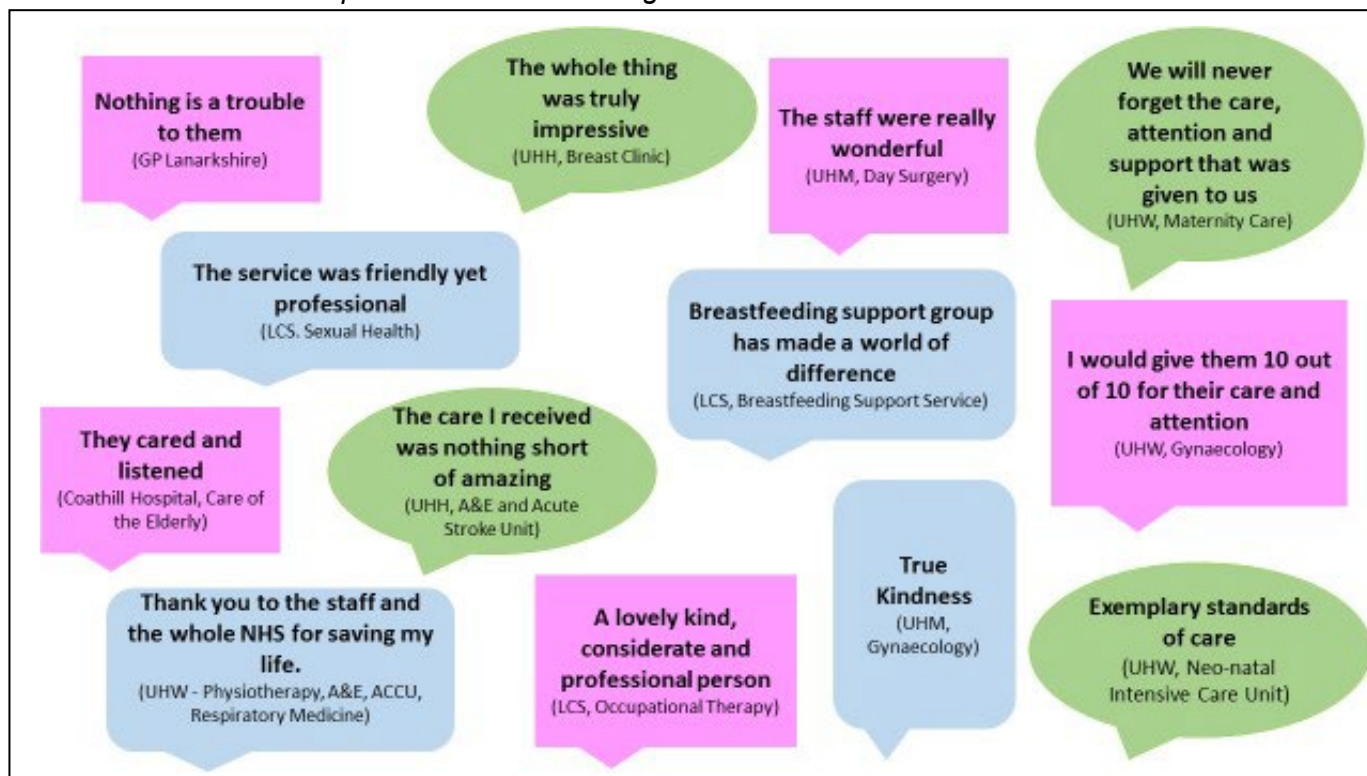 Nothing is a trouble
to them
(GP Lanarkshire)
The whole thing
was truly
impressive
(UHH, Breast Clinic)
The staff were really
wonderful
(UHM, Day Surgery)
We will never
forget the care,
attention and
support that was
given to us
(UHW, Maternity Care)
The service was friendly yet
professional
(LCS. Sexual Health)
Breastfeeding support group
has made a world of
difference
(LCS, Breastfeeding Support Service)
I would give them 10 out
of 10 for their care and
attention
(UHW, Gynaecology)
They cared and
listened
(Coathill Hospital, Care of
the Elderly)
The care I received
was nothing short
of amazing
(UHH, A&E and Acute
Stroke Unit)
True
Kindness
(UHM,
Gynaecology)
Thank you to the staff and
the whole NHS for saving my
life.
(UHW - Physiotherapy, A&E, ACCU,
Respiratory Medicine)
A lovely kind,
considerate and
professional person
(LCS, Occupational Therapy)
Exemplary standards
of care
(UHW, Neo-natal
Intensive Care Unit)